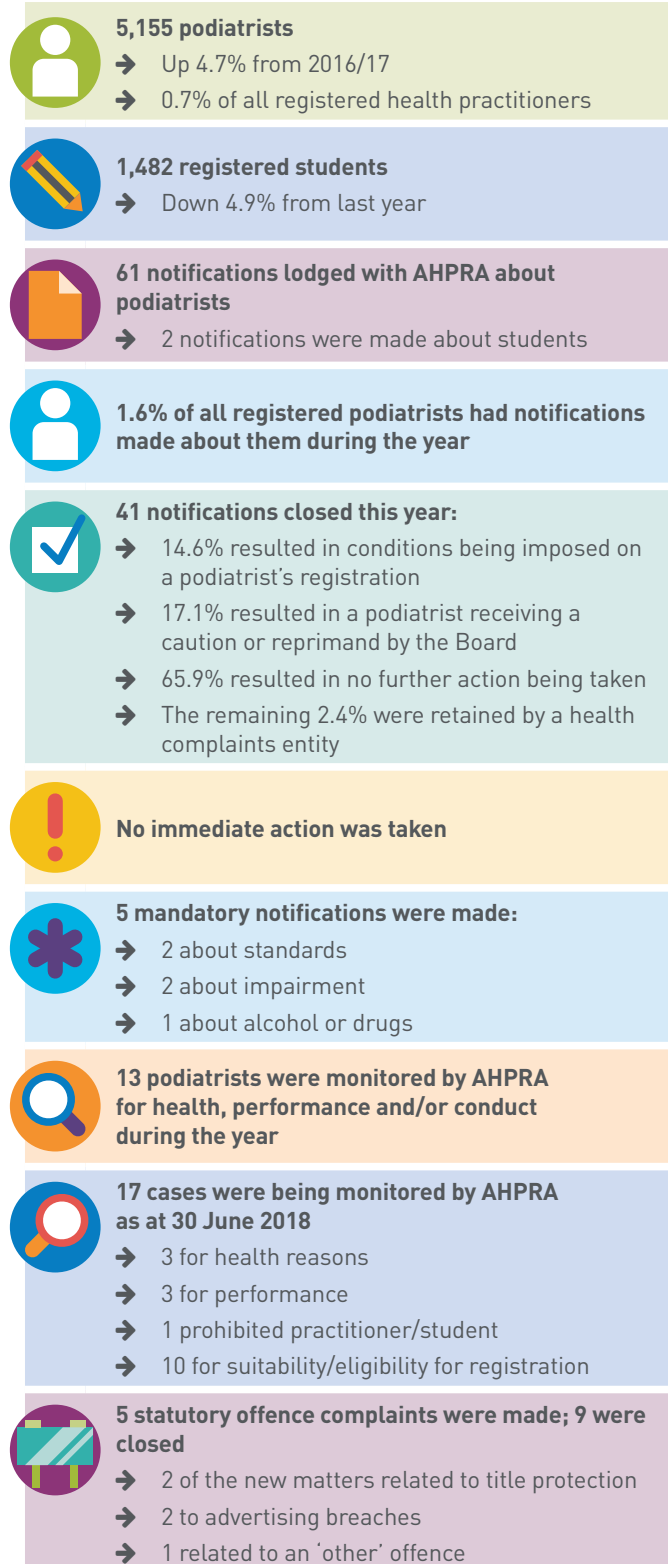 5,155 podiatrists
→ Up 4.7% from 2016/17
→ 0.7% of all registered health practitioners
1,482 registered students
→ Down 4.9% from last year
61 notifications lodged with AHPRA about
podiatrists
→ 2 notifications were made about students
1.6% of all registered podiatrists had notifications
made about them during the year
41 notifications closed this year:
→ 14.6% resulted in conditions being imposed on
a podiatrist's registration
→ 17.1% resulted in a podiatrist receiving a
caution or reprimand by the Board
→ 65.9% resulted in no further action being taken
→ The remaining 2.4% were retained by a health
complaints entity
No immediate action was taken
5 mandatory notifications were made:
→ 2 about standards
→ 2 about impairment
→ 1 about alcohol or drugs
13 podiatrists were monitored by AHPRA
for health, performance and/or conduct
during the year
17 cases were being monitored by AHPRA
as at 30 June 2018
→ 3 for health reasons
→ 3 for performance
→ 1 prohibited practitioner/student
→ 10 for suitability/eligibility for registration
5 statutory offence complaints were made; 9 were
closed
→ 2 of the new matters related to title protection
→ 2 to advertising breaches
→ 1 related to an 'other' offence